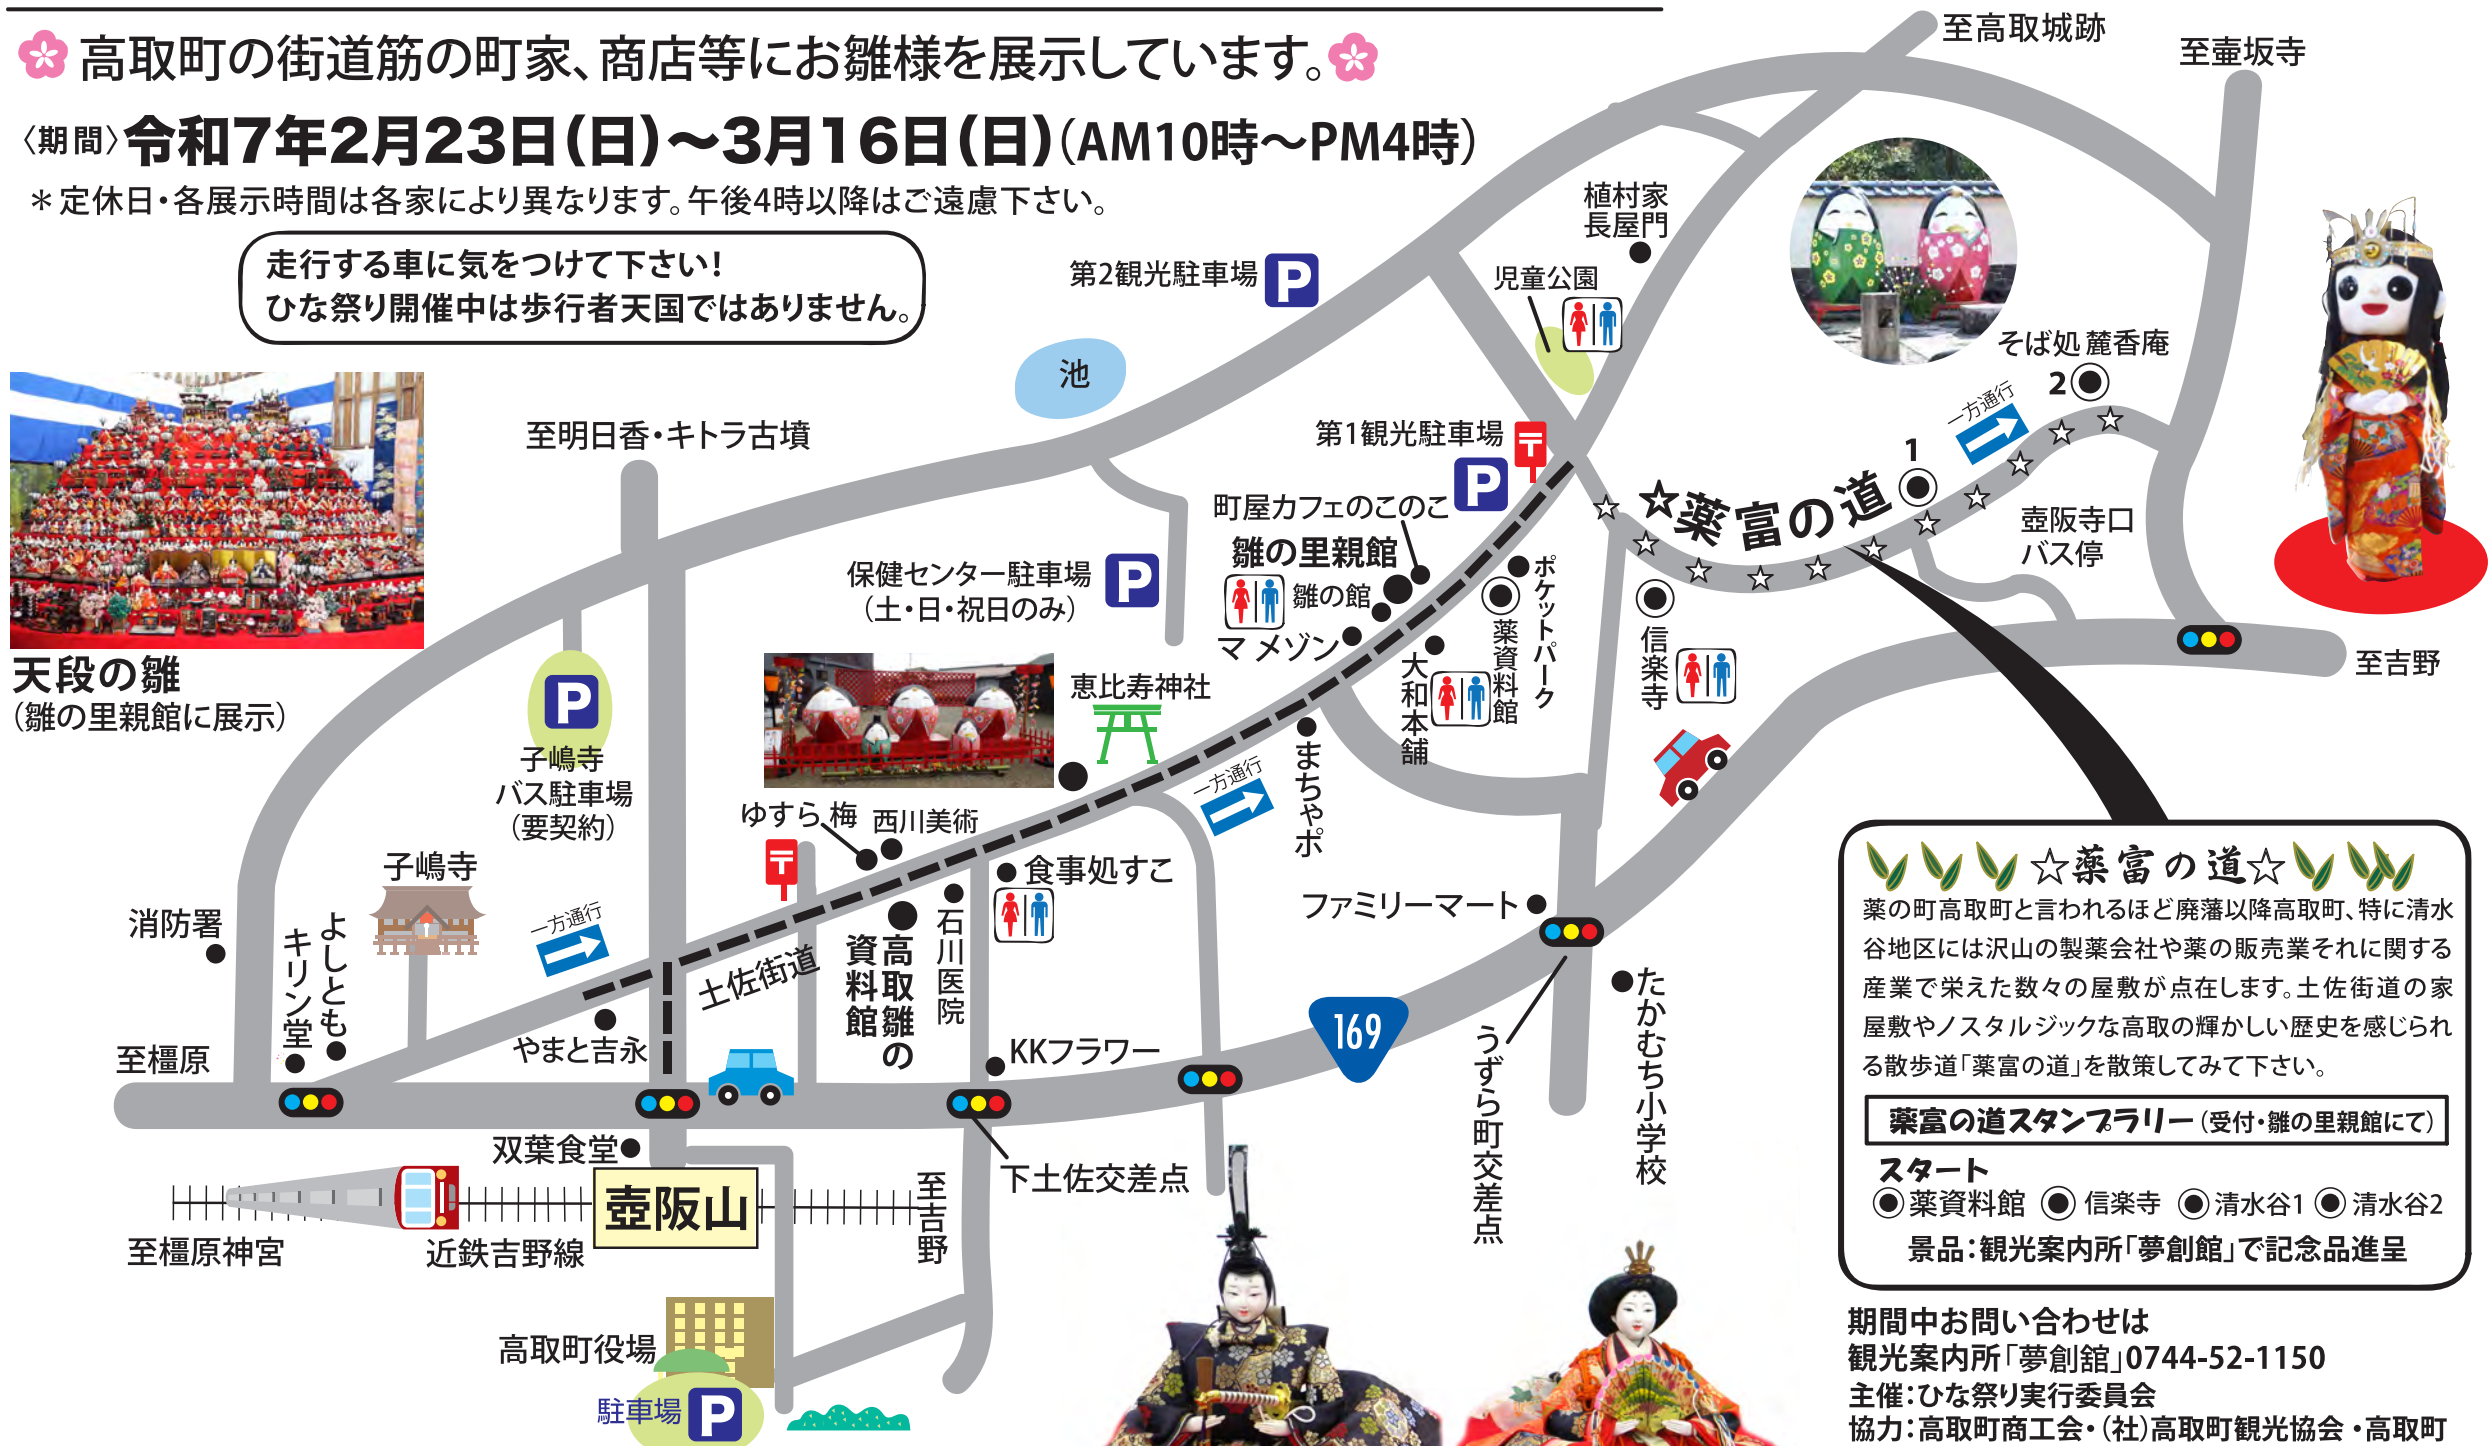 高取町の街道筋の町家、商店等にお雛様を展示しています。
〈期間〉令和7年2月23日(日)～3月16日(日)(AM10時～PM4時)
＊定休日・各展示時間は各家により異なります。午後4時以降はご遠慮下さい。
走行する車に気をつけて下さい!
ひな祭り開催中は歩行者天国ではありません。
至高取城跡
至壷坂寺
植村家
長屋門
第2観光駐車場
P
児童公園
池
そば処 麓香庵
2
一方通行
1
☆薬富の道
壺阪寺口
バス停
至吉野
至明日香・キトラ古墳
第1観光駐車場
P
町屋カフェのこのこ
雛の里親館
雛の館
マ メゾン
保健センター駐車場
(土・日・祝日のみ)
P
ポケットパーク
薬資料館
大和本舗
信楽寺
天段の雛
(雛の里親館に展示)
P
子嶋寺
バス駐車場
(要契約)
恵比寿神社
一方通行
まちゃポ
ゆすら 梅
西川美術
食事処すこ
石川医院
高取雛の
資料館
土佐街道
子嶋寺
消防署
よしとも
キリン堂
一方通行
やまと吉永
至橿原
KKフラワー
ファミリーマート
169
たかむち小学校
うずら町交差点
下土佐交差点
双葉食堂
壺阪山
至吉野
至橿原神宮
近鉄吉野線
高取町役場
駐車場
P
☆薬富の道☆
薬の町高取町と言われるほど廃藩以降高取町、特に清水
谷地区には沢山の製薬会社や薬の販売業それに関する
産業で栄えた数々の屋敷が点在します。土佐街道の家
屋敷やノスタルジックな高取の輝かしい歴史を感じられ
る散歩道「薬富の道」を散策してみて下さい。
薬富の道スタンプラリー(受付・雛の里親館にて)
スタート
薬資料館 信楽寺 清水谷1 清水谷2
景品：観光案内所「夢創館」で記念品進呈
期間中お問い合わせは
観光案内所「夢創舘」0744-52-1150
主催：ひな祭り実行委員会
協力：高取町商工会・(社)高取町観光協会・高取町